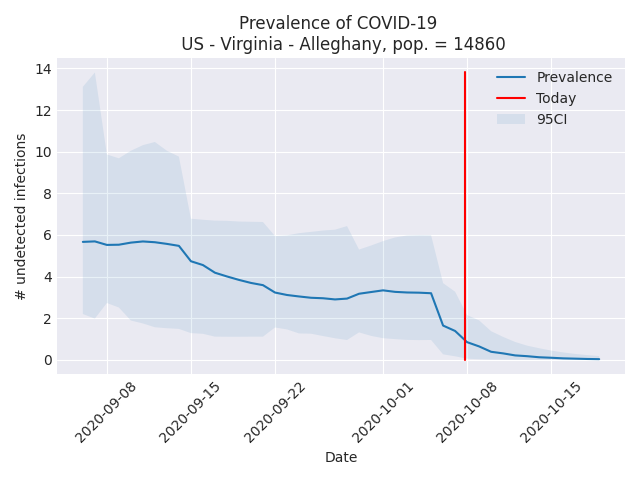 Prevalence of COVID-19
US - Virginia - Alleghany, pop. = 14860
14
12
10
8
6
4
2
0
# undetected infections
Prevalence
Today
95CI
2020-09-08
2020-09-15
2020-09-22
2020-10-01
2020-10-08
2020-10-15
Date